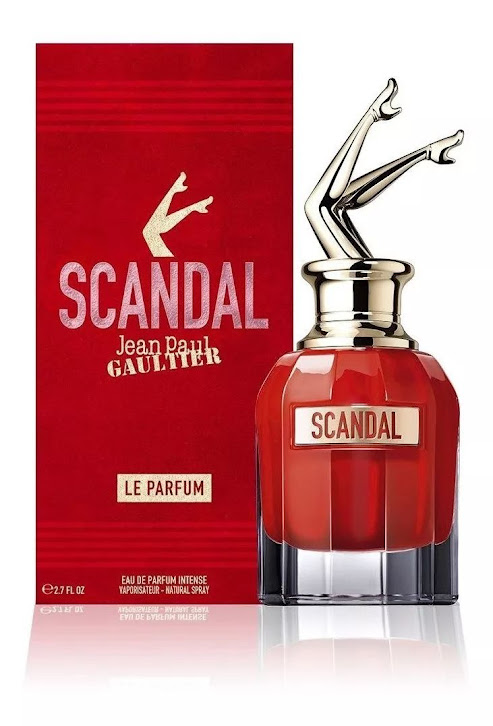 SCANDAL
Jean Paul
GAULTIER
LE PARFUM
EAU DE PARFUM INTENSE
VAPORISATEUR - NATURAL SPRAY
℮2.7 FL OZ
SCANDAL